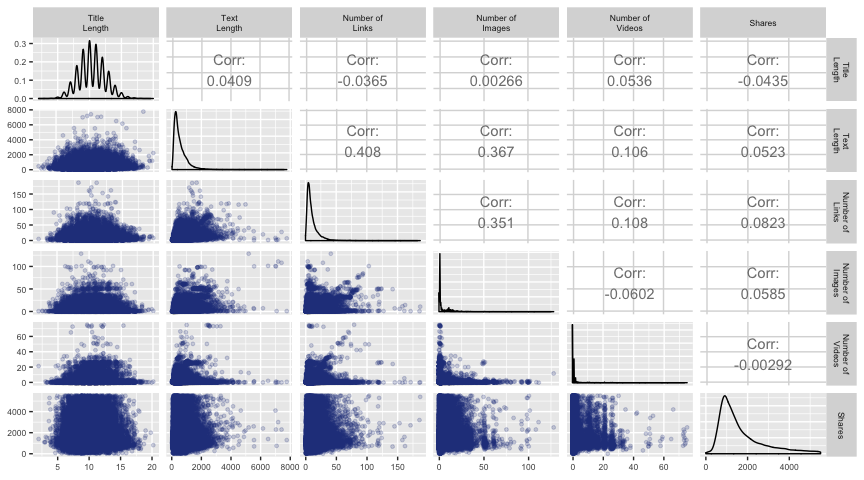 Title
Length
Text
Length
Number of
Links
Number of
Images
Number of
Videos
Shares
0.3
0.2
0.1
0.0
Corr:
0.0409
Corr:
-0.0365
Corr:
0.00266
Corr:
0.0536
Corr:
-0.0435
Title
Length
8000
6000
4000
2000
0
Corr:
0.408
Corr:
0.367
Corr:
0.106
Corr:
0.0523
Text
Length
150
100
50
0
Corr:
0.351
Corr:
0.108
Corr:
0.0823
Number of
Links
100
50
0
Corr:
-0.0602
Corr:
0.0585
Number of
Images
60
40
20
0
Corr:
-0.00292
Number of
Videos
4000
2000
0
Shares
5 10 15 20
0 2000 4000 6000 8000
0 50 100 150
0 50 100
0 20 40 60
0 2000 4000